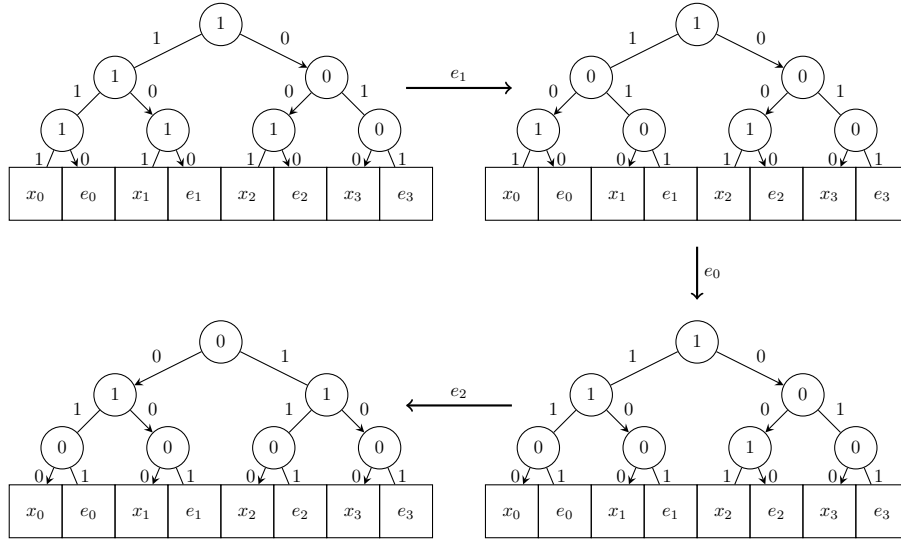 1
1 0
1 0
1 0 1 0
1 1 1 0
1 0 1 0 1 0 0 1
x0 e0 x1 e1 x2 e2 x3 e3
e1
1
1 0
0 0
0 1 0 1
1 0 1 0
1 0 0 1 1 0 0 1
x0 e0 x1 e1 x2 e2 x3 e3
e0
0
0 1
1 1
1 0 1 0
0 0 0 0
0 1 0 1 0 1 0 1
x0 e0 x1 e1 x2 e2 x3 e3
e2
1
1 0
1 0
1 0 0 1
0 0 1 0
0 1 0 1 1 0 0 1
x0 e0 x1 e1 x2 e2 x3 e3